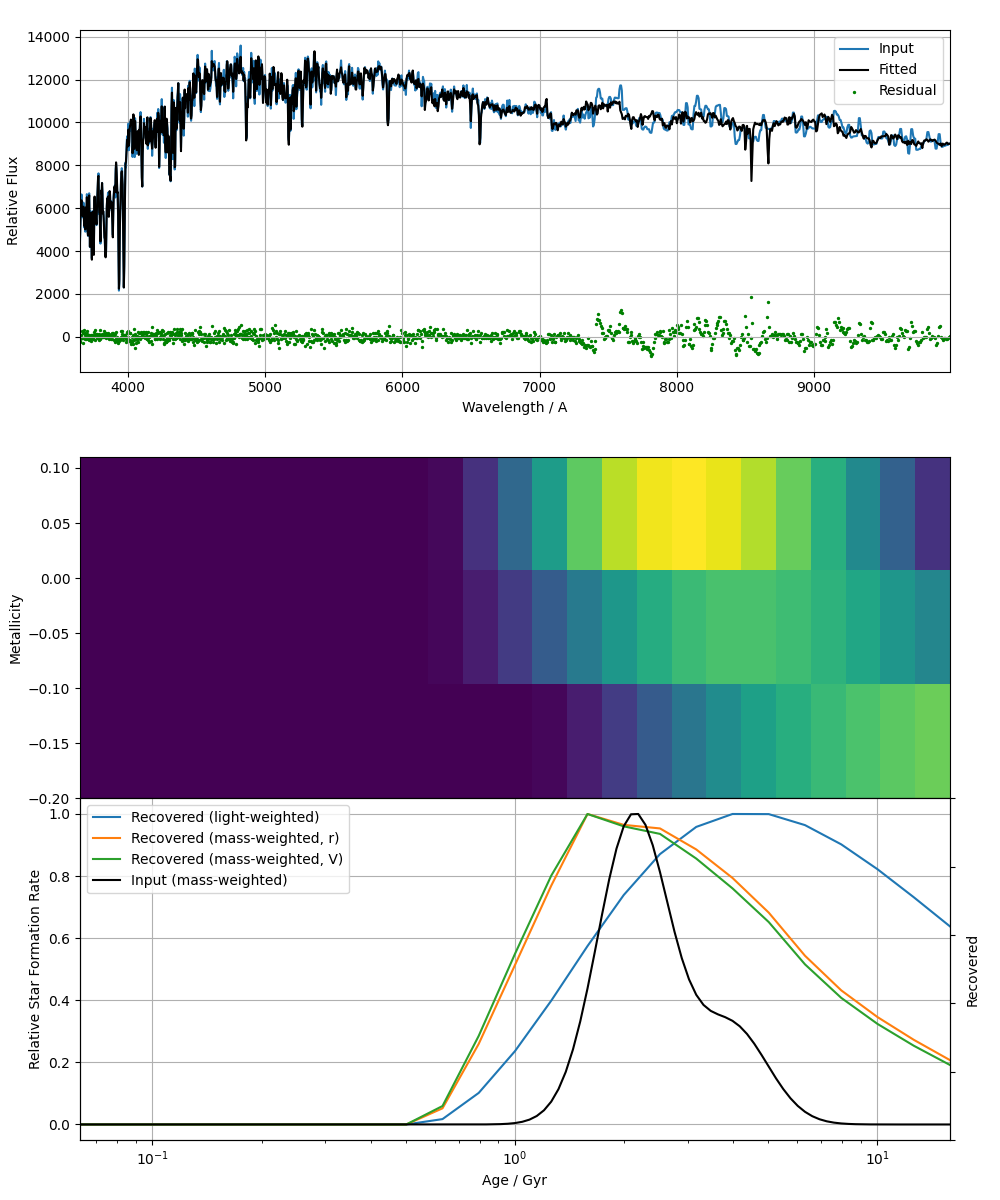 14000
12000
10000
8000
6000
4000
2000
0
Relative Flux
Input
Fitted
Residual
4000 5000 6000 7000 8000 9000
Wavelength / A
0.10
0.05
0.00
−0.05
−0.10
−0.15
−0.20
Metallicity
1.0
0.8
0.6
0.4
0.2
0.0
Relative Star Formation Rate
Recovered (light-weighted)
Recovered (mass-weighted, r)
Recovered (mass-weighted, V)
Input (mass-weighted)
Recovered
10⁻¹ 10⁰ 10¹
Age / Gyr